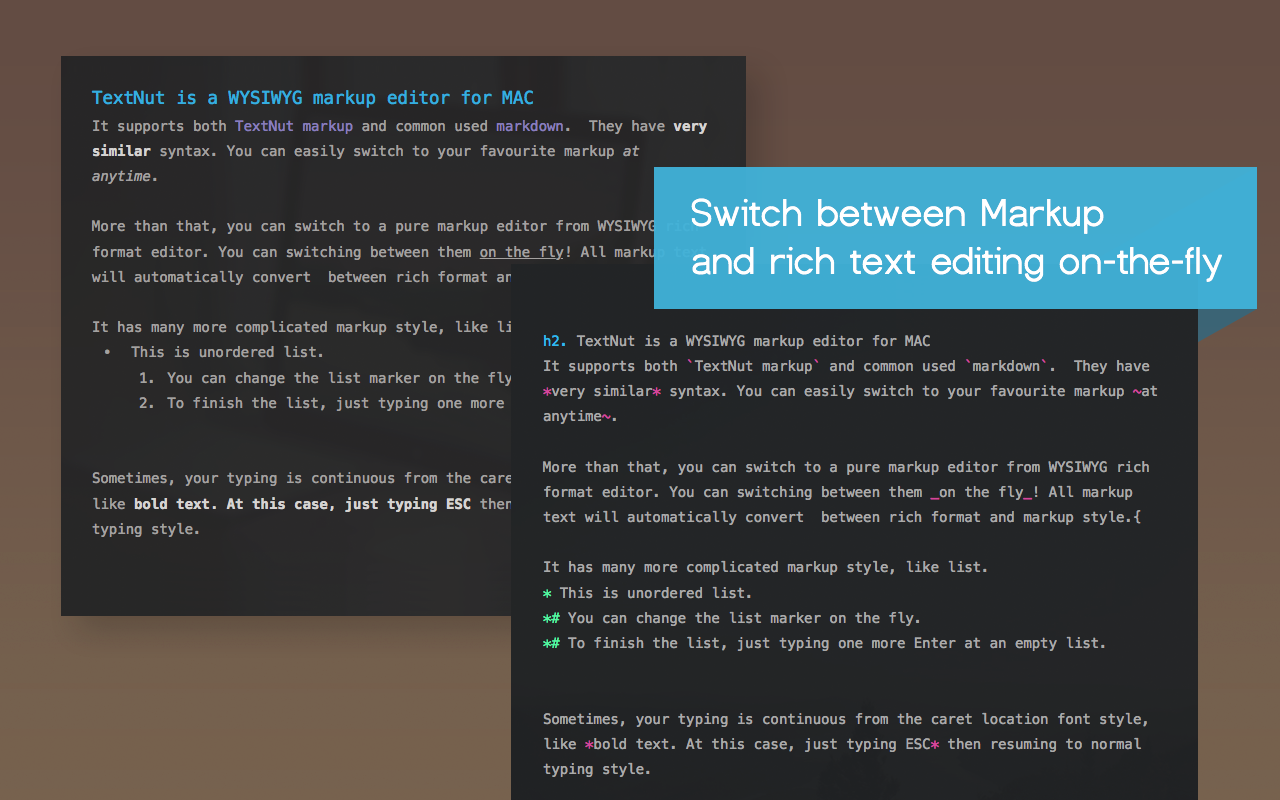 TextNut is a WYSIWYG markup editor for MAC
It supports both TextNut markup and common used markdown.  They have very
similar syntax. You can easily switch to your favourite markup at
anytime.
More than that, you can switch to a pure markup editor from WYSIWYG rich
format editor. You can switching between them on the fly! All markup text
will automatically convert  between rich format an
It has many more complicated markup style, like li
• This is unordered list.
1. You can change the list marker on the fly
2. To finish the list, just typing one more
Sometimes, your typing is continuous from the care
like bold text. At this case, just typing ESC then
typing style.
Switch between Markup
and rich text editing on-the-fly
h2. TextNut is a WYSIWYG markup editor for MAC
It supports both `TextNut markup` and common used `markdown`.  They have
*very similar* syntax. You can easily switch to your favourite markup ~at
anytime~.
More than that, you can switch to a pure markup editor from WYSIWYG rich
format editor. You can switching between them _on the fly_! All markup
text will automatically convert  between rich format and markup style.{
It has many more complicated markup style, like list.
* This is unordered list.
*# You can change the list marker on the fly.
*# To finish the list, just typing one more Enter at an empty list.
Sometimes, your typing is continuous from the caret location font style,
like *bold text. At this case, just typing ESC* then resuming to normal
typing style.